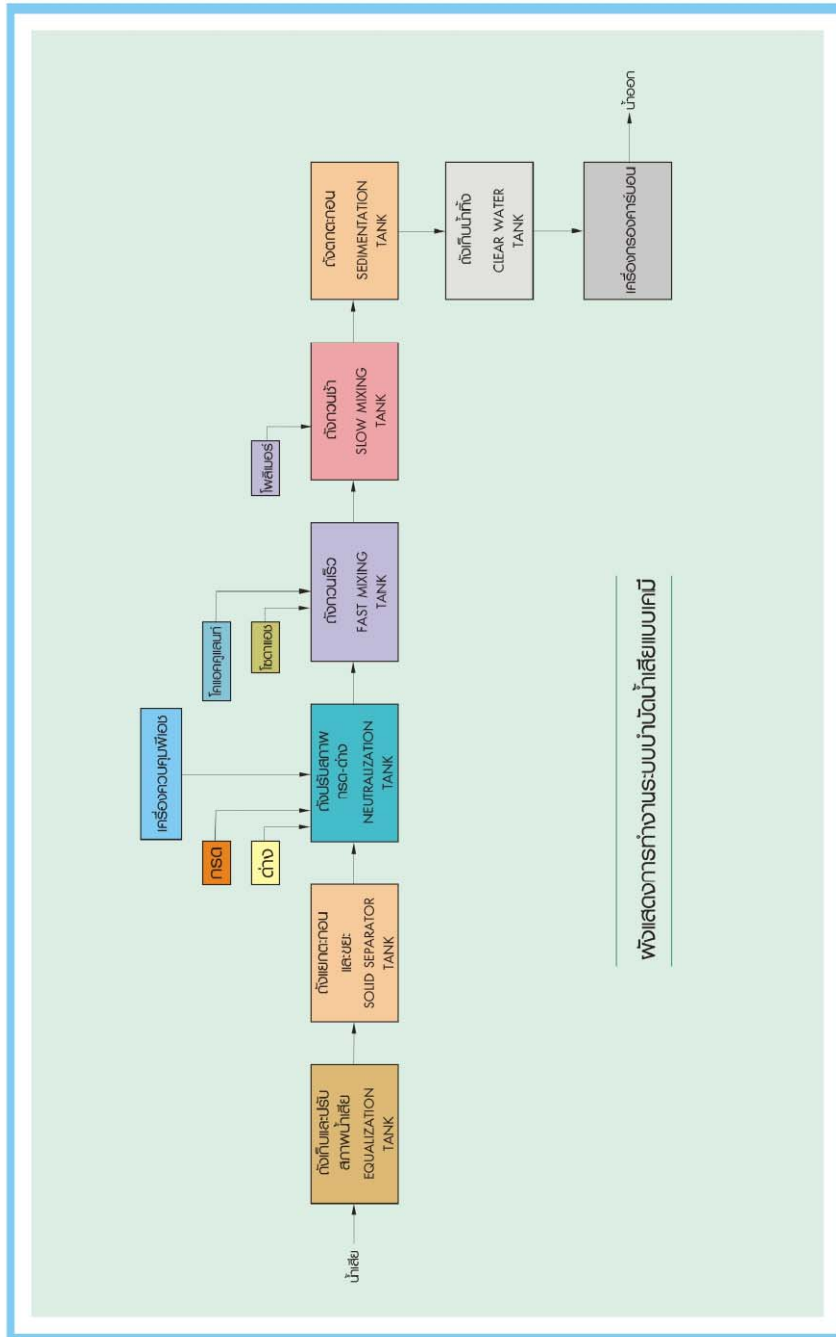 น้ำเสีย
ถังเก็บและปรับ
สภาพน้ำเสีย
EQUALIZATION
TANK
ถังแยกตะกอน
และขยะ
SOLID SEPARATOR
TANK
เครื่องควบคุมพีเอช
กรด
ด่าง
ถังปรับสภาพ
กรด-ด่าง
NEUTRALIZATION
TANK
โคแอคคูแลนท์
โซดาแอช
ถังกวนเร็ว
FAST MIXING
TANK
โพลิเมอร์
ถังกวนช้า
SLOW MIXING
TANK
ถังตกตะกอน
SEDIMENTATION
TANK
ถังเก็บน้ำทิ้ง
CLEAR WATER
TANK
เครื่องกรองคาร์บอน
น้ำออก
ผังแสดงการทำงานระบบบำบัดน้ำเสียแบบเคมี